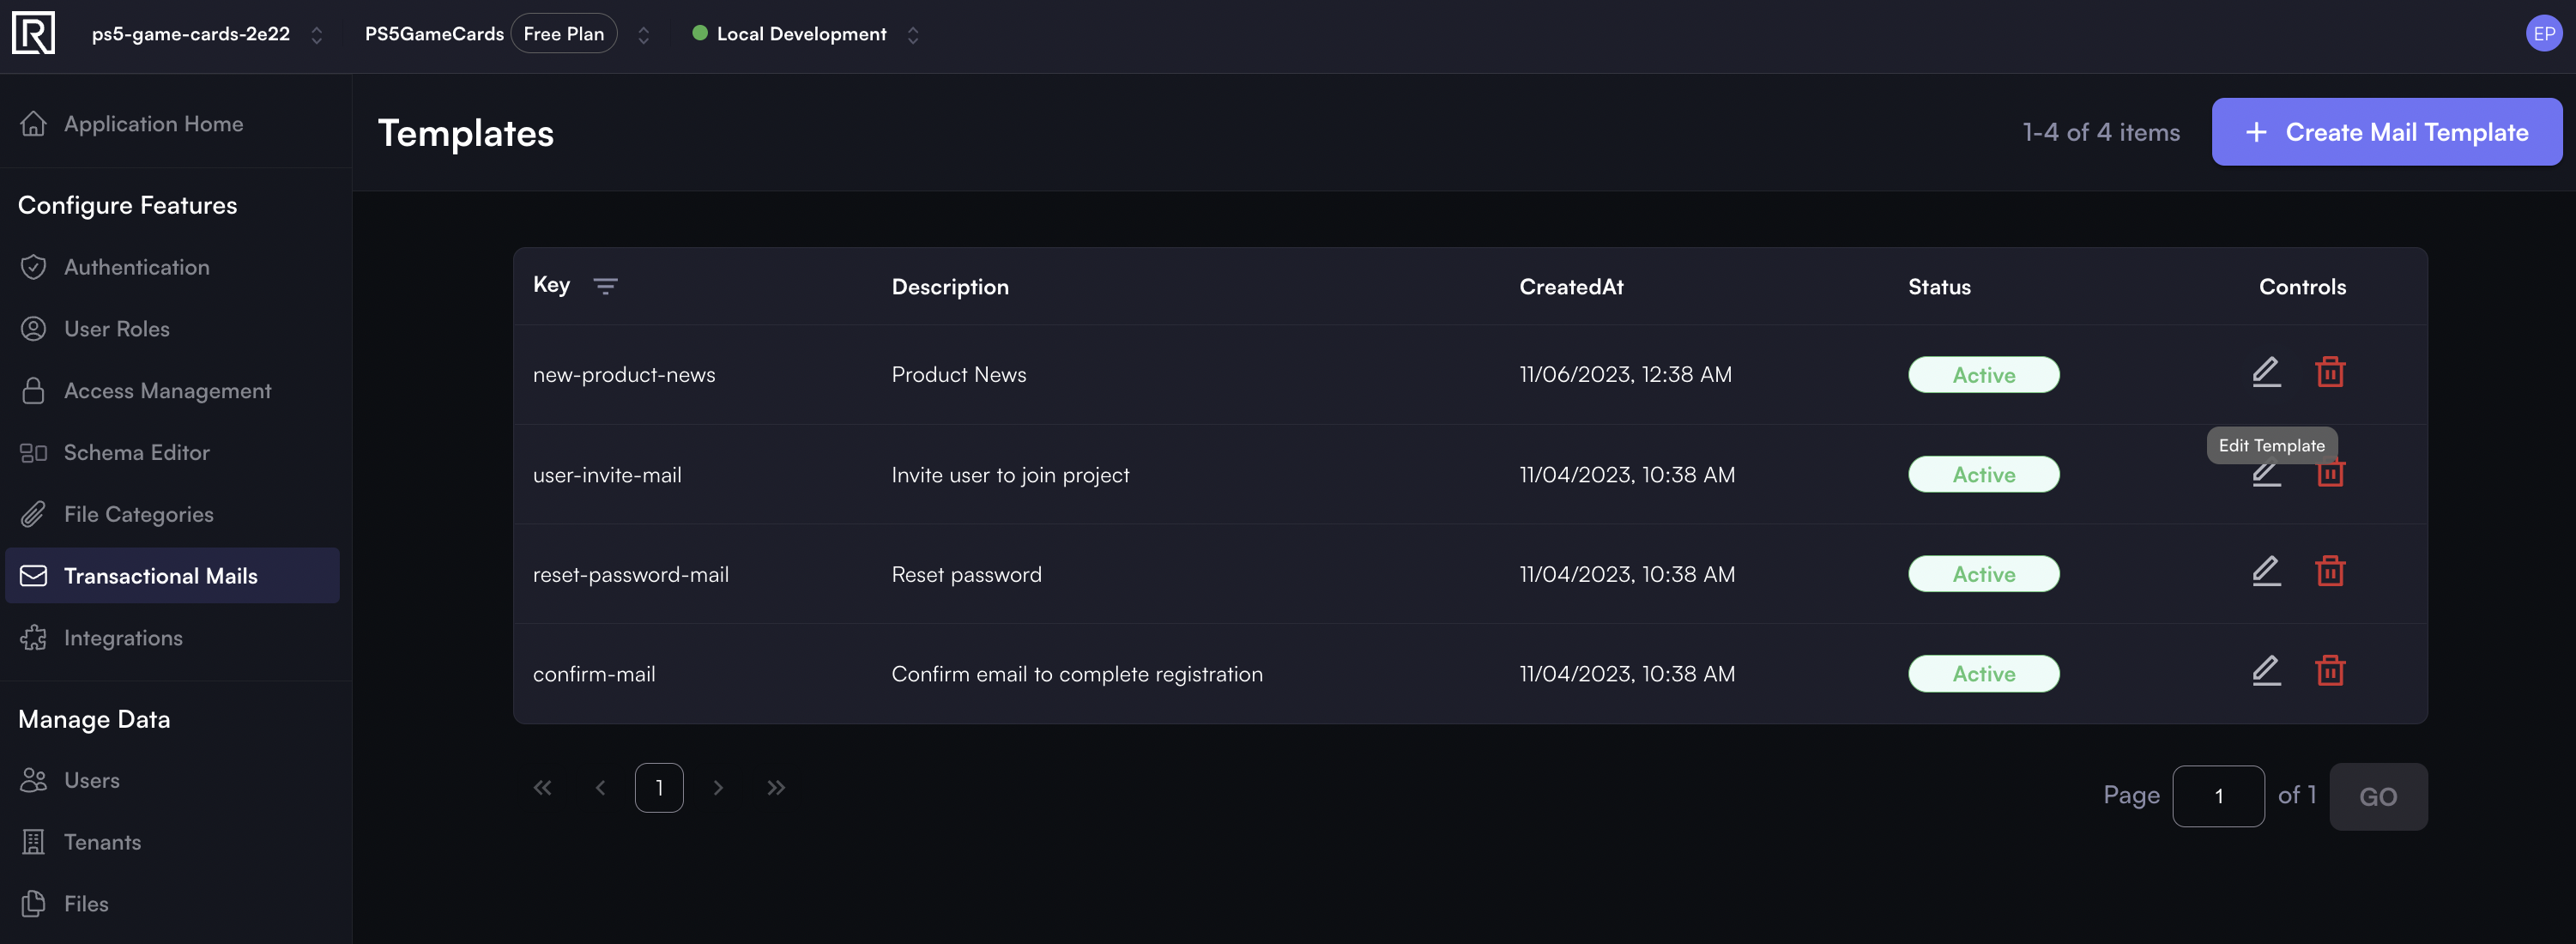 R ps5-game-cards-2e22 PS5GameCards Free Plan Local Development EP
Application Home
Configure Features
Authentication
User Roles
Access Management
Schema Editor
File Categories
Transactional Mails
Integrations
Manage Data
Users
Tenants
Files
Templates 1-4 of 4 items + Create Mail Template
Key Description CreatedAt Status Controls
new-product-news Product News 11/06/2023, 12:38 AM Active
Edit Template
user-invite-mail Invite user to join project 11/04/2023, 10:38 AM Active
reset-password-mail Reset password 11/04/2023, 10:38 AM Active
confirm-mail Confirm email to complete registration 11/04/2023, 10:38 AM Active
« < 1 > » Page 1 of 1 GO